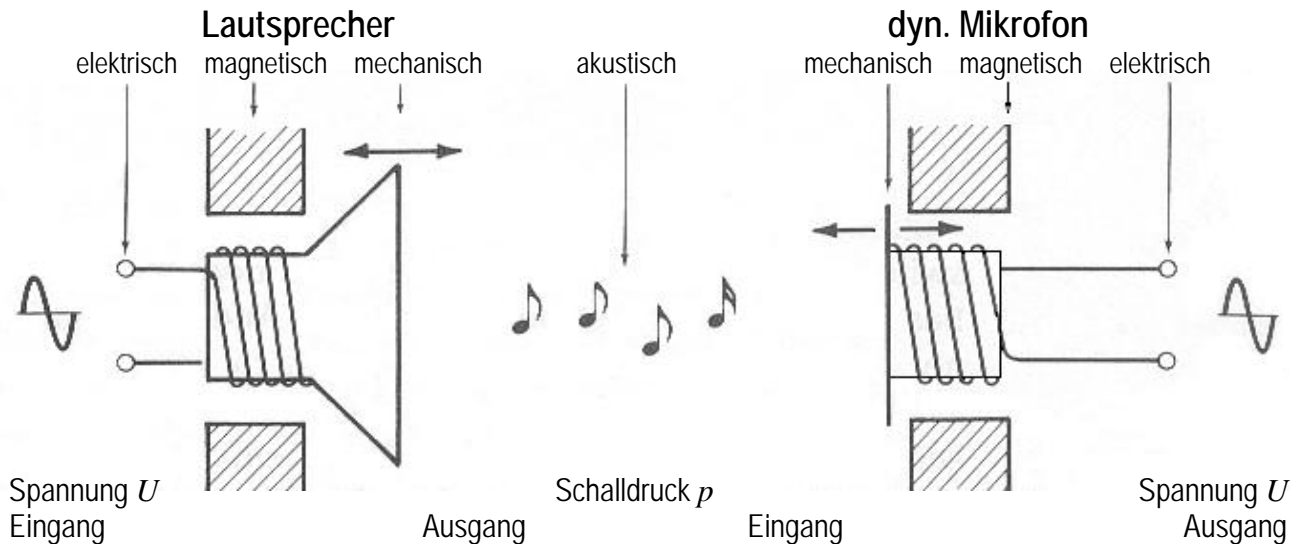 Lautsprecher dyn. Mikrofon
elektrisch magnetisch mechanisch akustisch mechanisch magnetisch elektrisch
Spannung U Schalldruck p Spannung U
Eingang Ausgang Eingang Ausgang